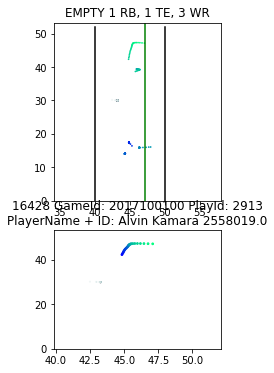 EMPTY 1 RB, 1 TE, 3 WR
50
40
30
20
10
0
35 40 45 50 55
16428 GameId: 2017100100 PlayId: 2913
PlayerName + ID: Alvin Kamara 2558019.0
40
20
0
40.0 42.5 45.0 47.5 50.0